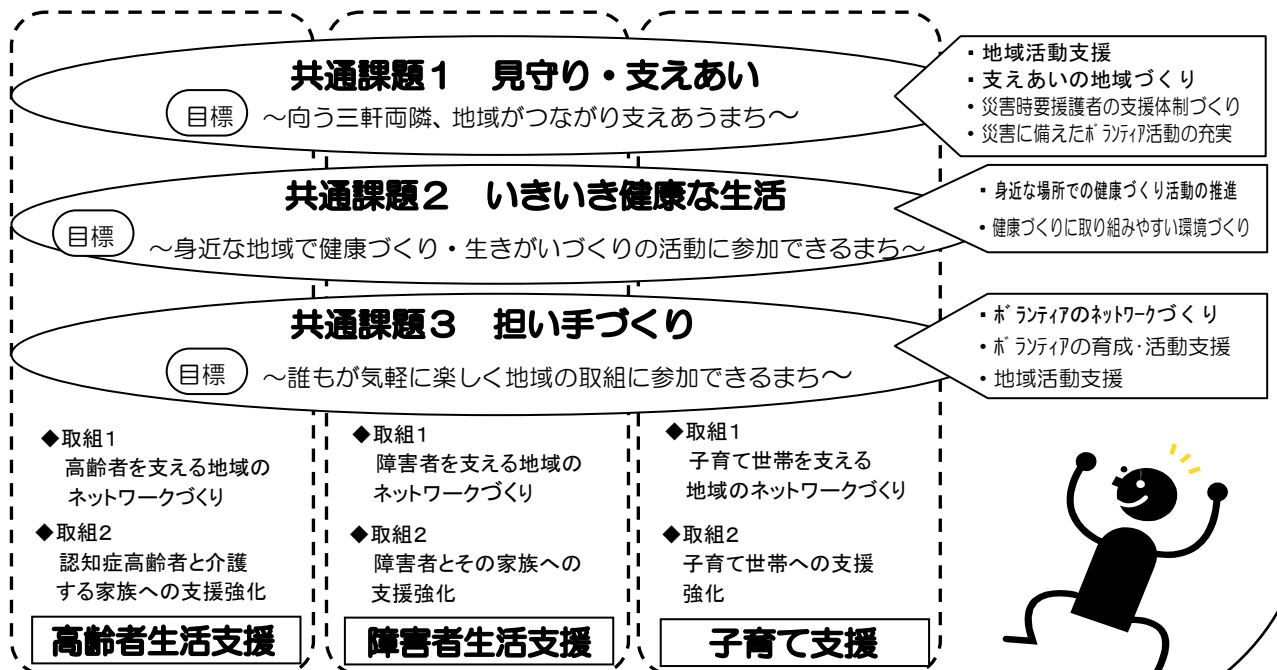 共通課題1 見守り・支えあい
目標 ～向う三軒両隣、地域がつながり支えあうまち～
・地域活動支援
・支えあいの地域づくり
・災害時要援護者の支援体制づくり
・災害に備えたボランティア活動の充実
共通課題2 いきいき健康な生活
目標
～身近な地域で健康づくり・生きがいづくりの活動に参加できるまち～
・身近な場所での健康づくり活動の推進
・健康づくりに取り組みやすい環境づくり
共通課題3 担い手づくり
目標 ～誰もが気軽に楽しく地域の取組に参加できるまち～
・ボランティアのネットワークづくり
・ボランティアの育成・活動支援
・地域活動支援
◆取組1
高齢者を支える地域の
ネットワークづくり
◆取組2
認知症高齢者と介護
する家族への支援強化
高齢者生活支援
◆取組1
障害者を支える地域の
ネットワークづくり
◆取組2
障害者とその家族への
支援強化
障害者生活支援
◆取組1
子育て世帯を支える
地域のネットワークづくり
◆取組2
子育て世帯への支援
強化
子育て支援